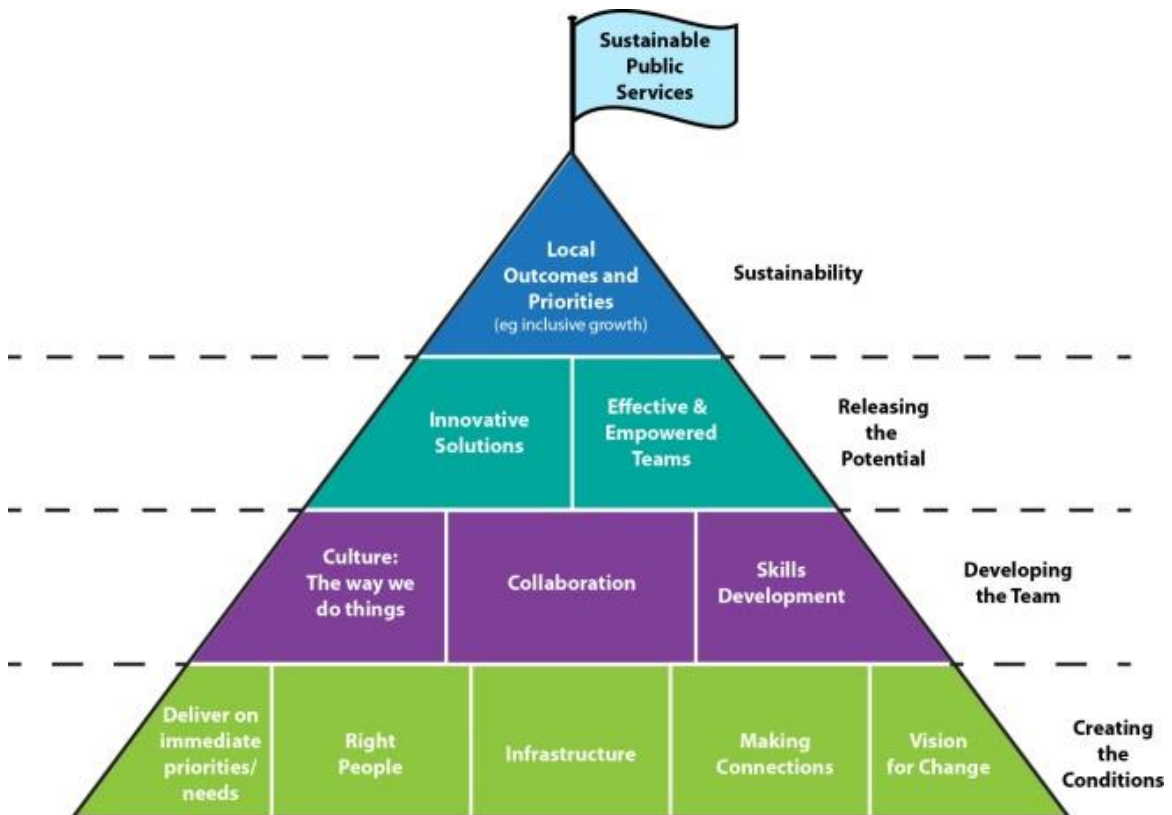 Sustainable
Public
Services
Local
Outcomes and
Priorities
(eg inclusive growth)
Sustainability
Innovative
Solutions
Effective &
Empowered
Teams
Releasing
the
Potential
Culture:
The way we
do things
Collaboration
Skills
Development
Developing
the Team
Deliver on
immediate
priorities/
needs
Right
People
Infrastructure
Making
Connections
Vision
for Change
Creating
the
Conditions